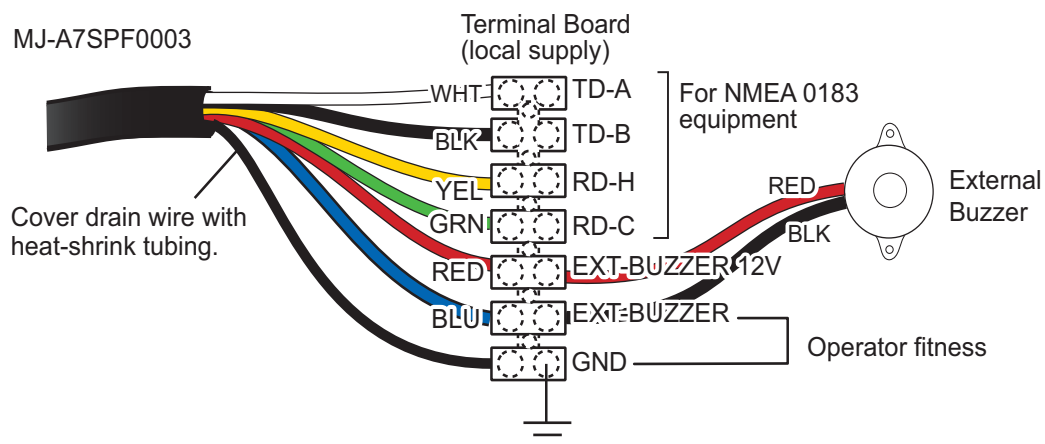 MJ-A7SPF0003
Terminal Board
(local supply)
WHT
TD-A
BLK
TD-B
For NMEA 0183
equipment
YEL
RD-H
GRN
RD-C
RED
EXT-BUZZER 12V
BLU
EXT-BUZZER
GND
Operator fitness
RED
BLK
External
Buzzer
Cover drain wire with
heat-shrink tubing.